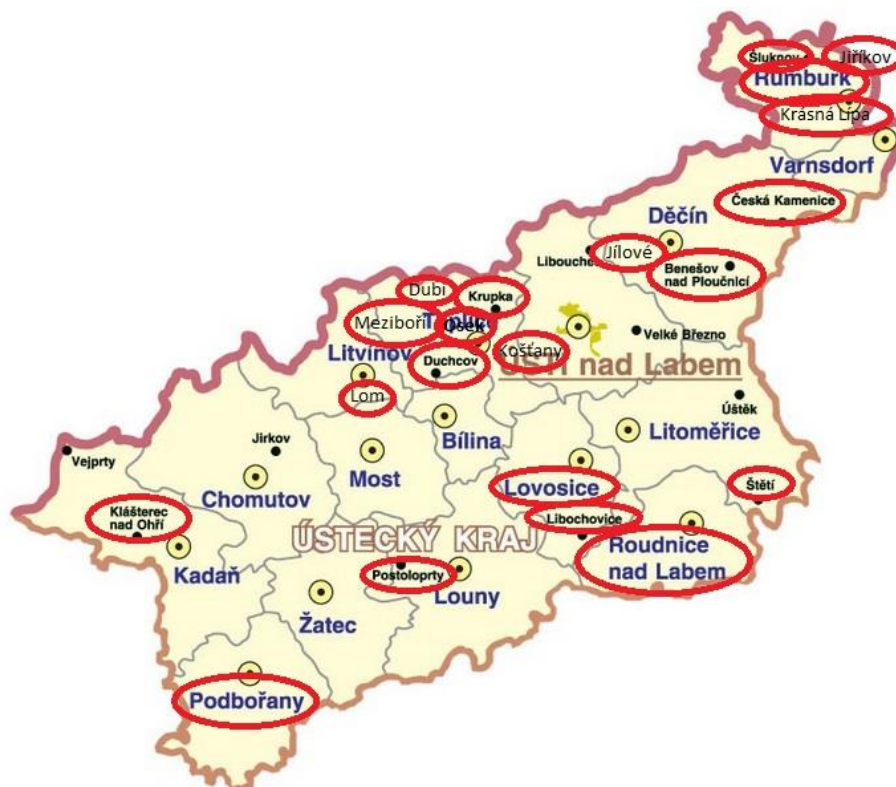 Šluknov
Jiříkov
Rumburk
Krásná Lípa
Varnsdorf
Česká Kamenice
Děčín
Jílové
Libouchec
Benešov
nad Ploučnicí
Dubi
Krupka
Meziboří
Teplice
Osek
Velké Březno
Košťany
Litvínov
Duchcov
ÚSTÍ nad Labem
Lom
Úštěk
Bílina
Litoměřice
Jirkov
Vejprty
Most
Chomutov
Lovosice
Štětí
Klášterec
nad Ohří
Libochovice
ÚSTECKÝ KRAJ
Roudnice
nad Labem
Kadaň
Postoloprty
Louny
Žatec
Podbořany